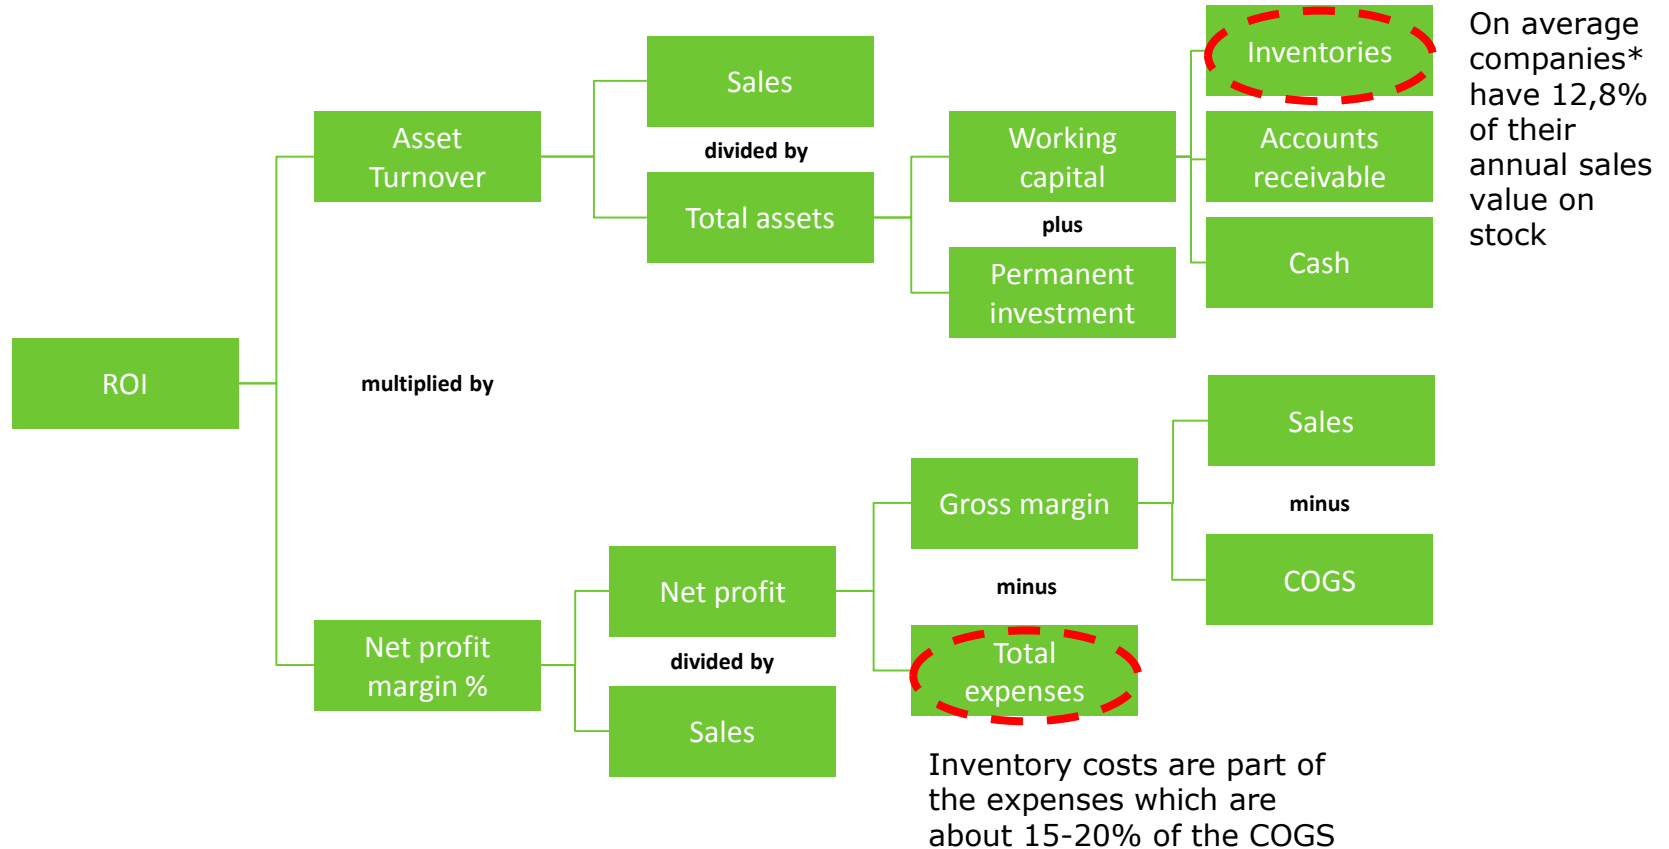 Inventories
On average
companies*
have 12,8%
of their
annual sales
value on
stock
Sales
Asset
Turnover
divided by
Working
capital
Accounts
receivable
Total assets
plus
Permanent
investment
Cash
ROI
multiplied by
Sales
Gross margin
minus
Net profit
minus
COGS
Net profit
margin %
divided by
Total
expenses
Sales
Inventory costs are part of
the expenses which are
about 15-20% of the COGS